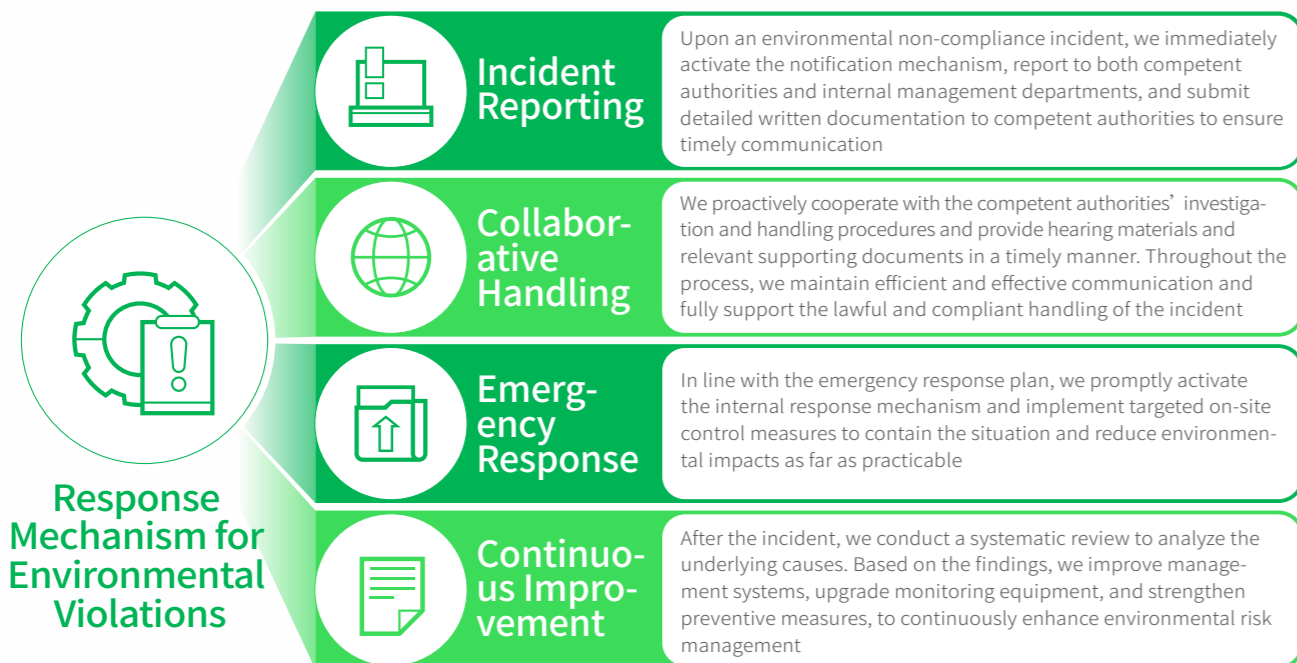 Incident
Reporting
Upon an environmental non-compliance incident, we immediately
activate the notification mechanism, report to both competent
authorities and internal management departments, and submit
detailed written documentation to competent authorities to ensure
timely communication
Collabor-
ative
Handling
We proactively cooperate with the competent authorities’ investiga-
tion and handling procedures and provide hearing materials and
relevant supporting documents in a timely manner. Throughout the
process, we maintain efficient and effective communication and
fully support the lawful and compliant handling of the incident
Emerg-
ency
Response
In line with the emergency response plan, we promptly activate
the internal response mechanism and implement targeted on-site
control measures to contain the situation and reduce environmen-
tal impacts as far as practicable
Continuo-
us Impro-
vement
After the incident, we conduct a systematic review to analyze the
underlying causes. Based on the findings, we improve manage-
ment systems, upgrade monitoring equipment, and strengthen
preventive measures, to continuously enhance environmental risk
management
Response
Mechanism for
Environmental
Violations